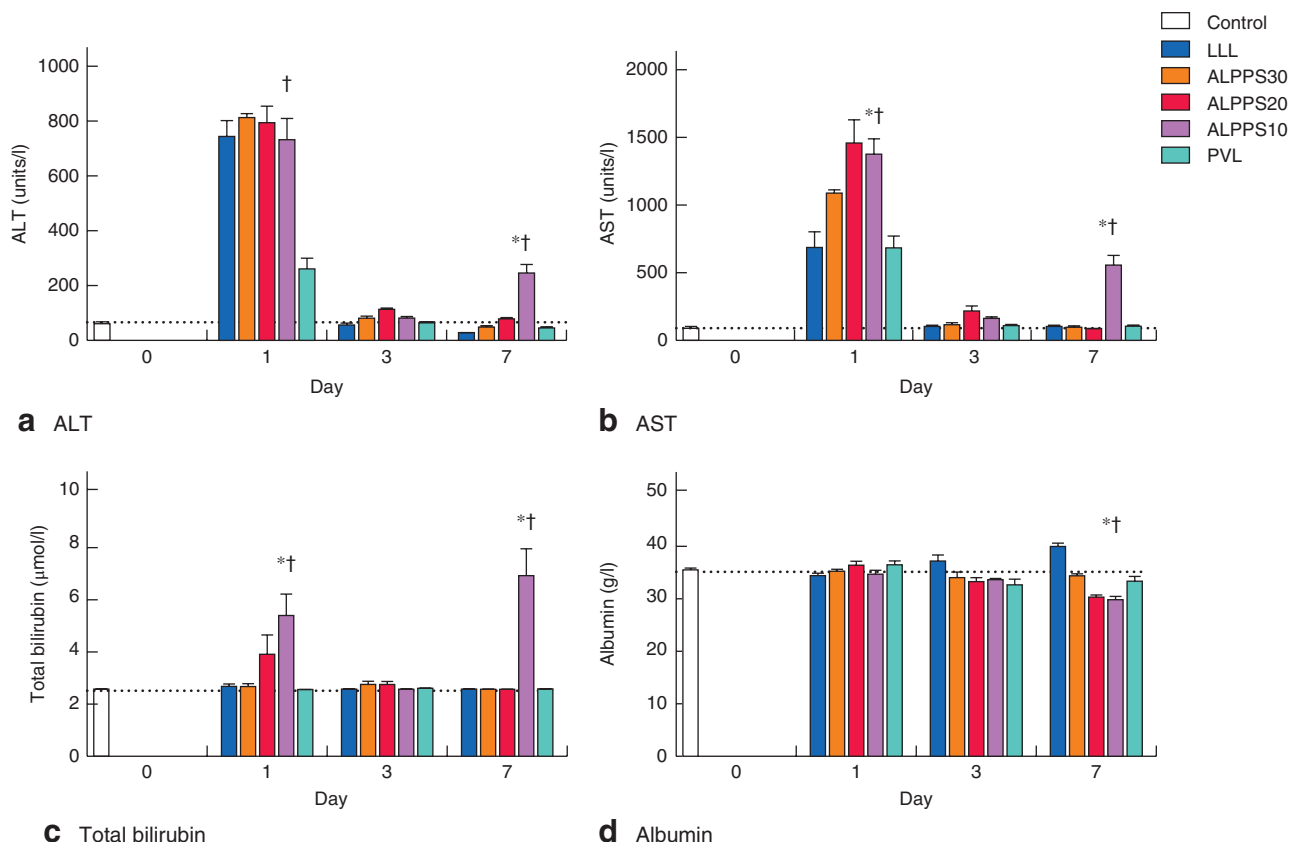 Control
LLL
ALPPS30
ALPPS20
ALPPS10
PVL
1000
800
600
400
200
0
ALT (units/l)
†
*†
0 1 3 7
Day
a ALT
2000
1500
1000
500
0
AST (units/l)
*†
*†
0 1 3 7
Day
b AST
10
8
6
4
2
0
Total bilirubin (μmol/l)
*†
*†
0 1 3 7
Day
c Total bilirubin
50
40
30
20
10
0
Albumin (g/l)
*†
0 1 3 7
Day
d Albumin